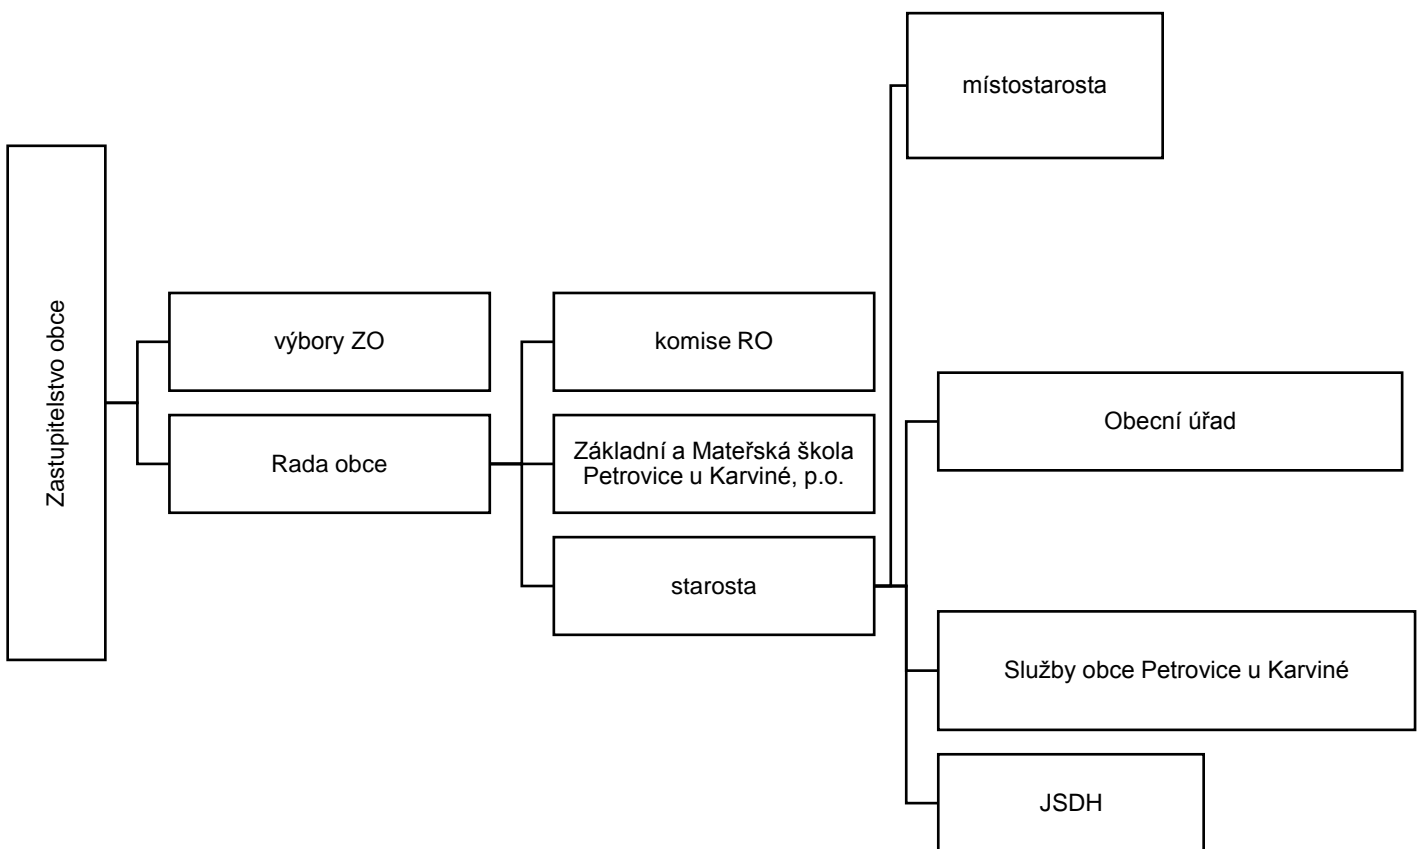 Zastupitelstvo obce
výbory ZO
Rada obce
komise RO
Základní a Mateřská škola
Petrovice u Karviné, p.o.
starosta
místostarosta
Obecní úřad
Služby obce Petrovice u Karviné
JSDH